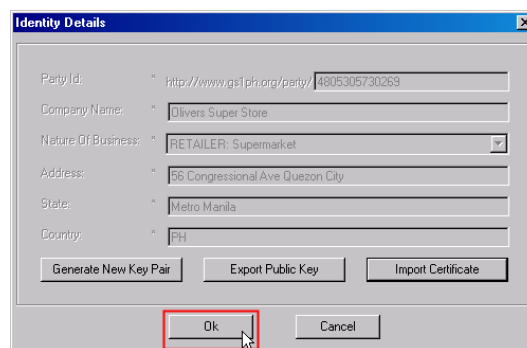 Identity Details
Party Id: * http://www.gs1ph.org/party/ 4805305730269
Company Name: * Olivers Super Store
Nature Of Business: * RETAILER: Supermarket
Address: * 56 Congressional Ave Quezon City
State: * Metro Manila
Country: * PH
Generate New Key Pair Export Public Key Import Certificate
Ok Cancel